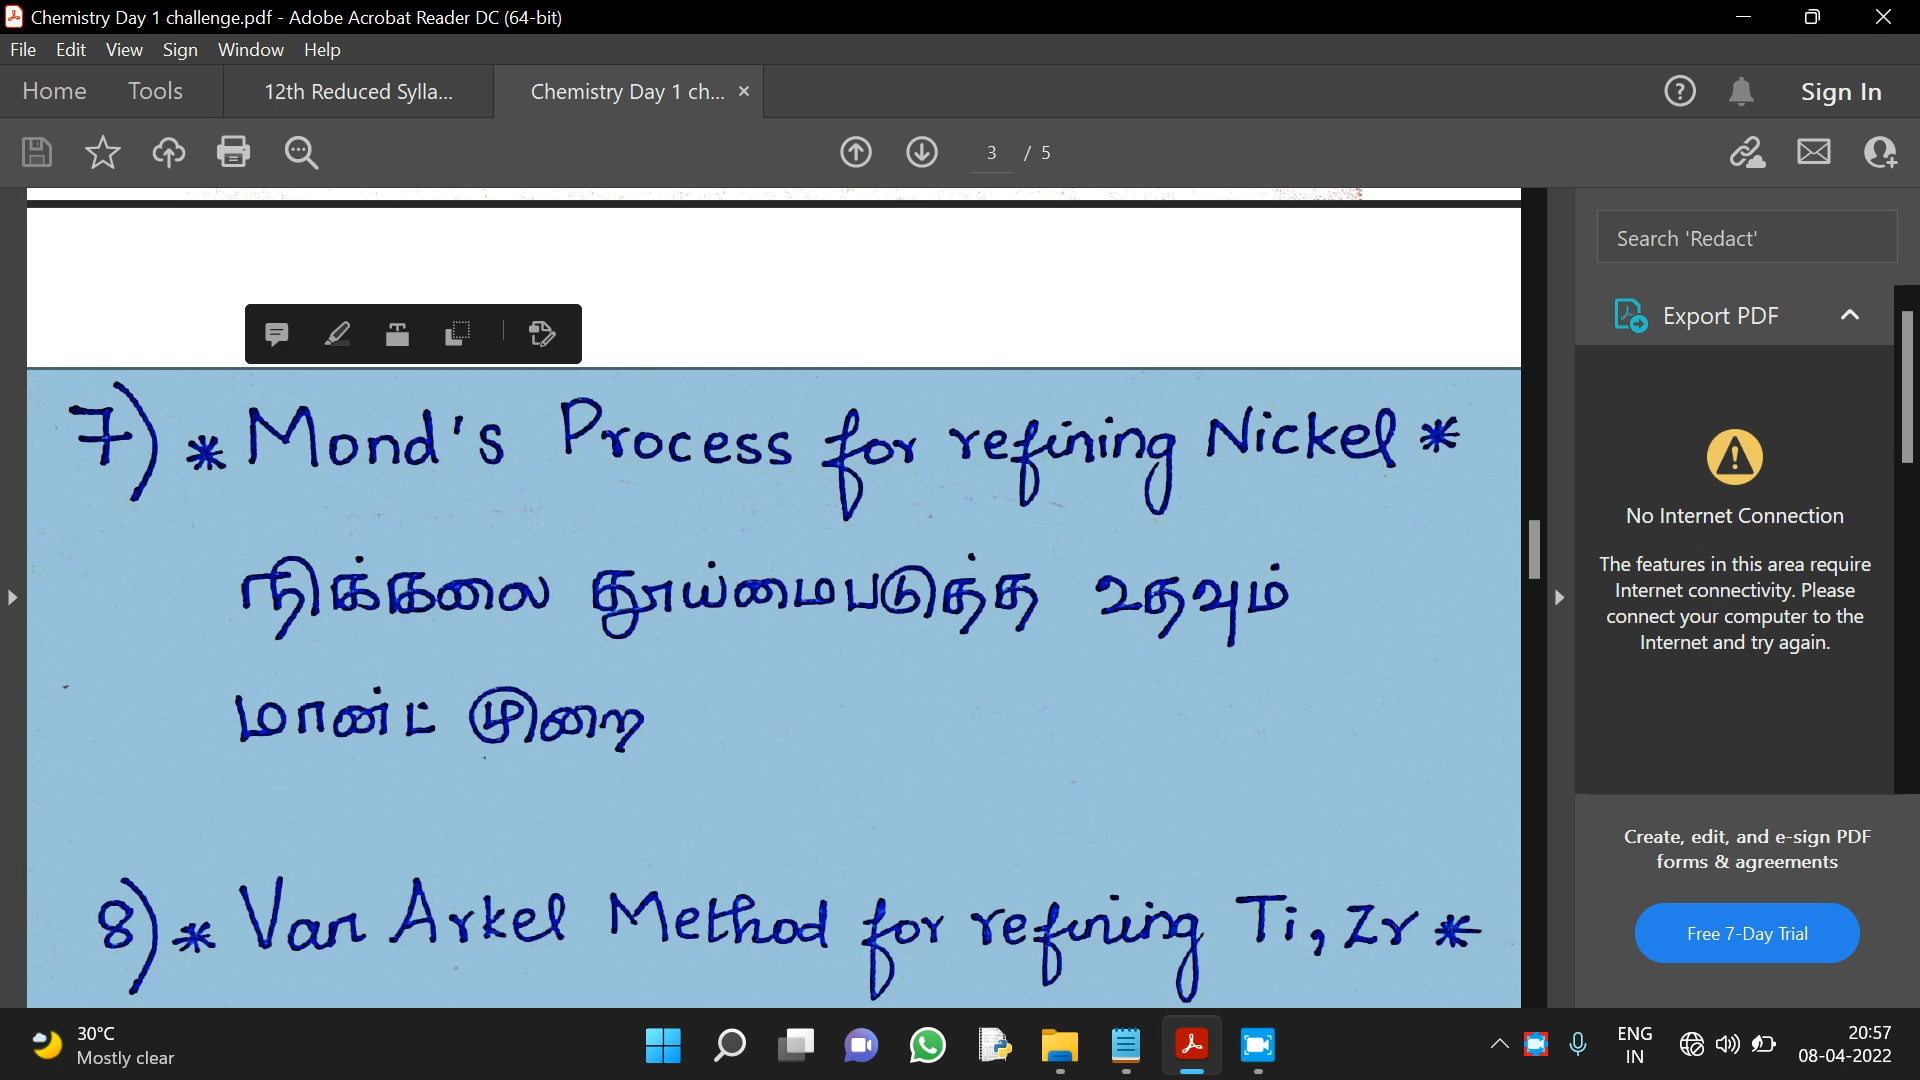 Chemistry Day 1 challenge.pdf - Adobe Acrobat Reader DC (64-bit)
File Edit View Sign Window Help
Home Tools 12th Reduced Sylla... Chemistry Day 1 ch... × Sign In
3 / 5
Search 'Redact'
Export PDF
7) * Mond's Process for refining Nickel *
நிக்கலை தூய்மைபடுத்த உதவும்
மாண்ட் முறை
8) * Van Arkel Method for refining Ti, Zr *
No Internet Connection
The features in this area require
Internet connectivity. Please
connect your computer to the
Internet and try again.
Create, edit, and e-sign PDF
forms & agreements
Free 7-Day Trial
30°C
Mostly clear
ENG
IN
20:57
08-04-2022